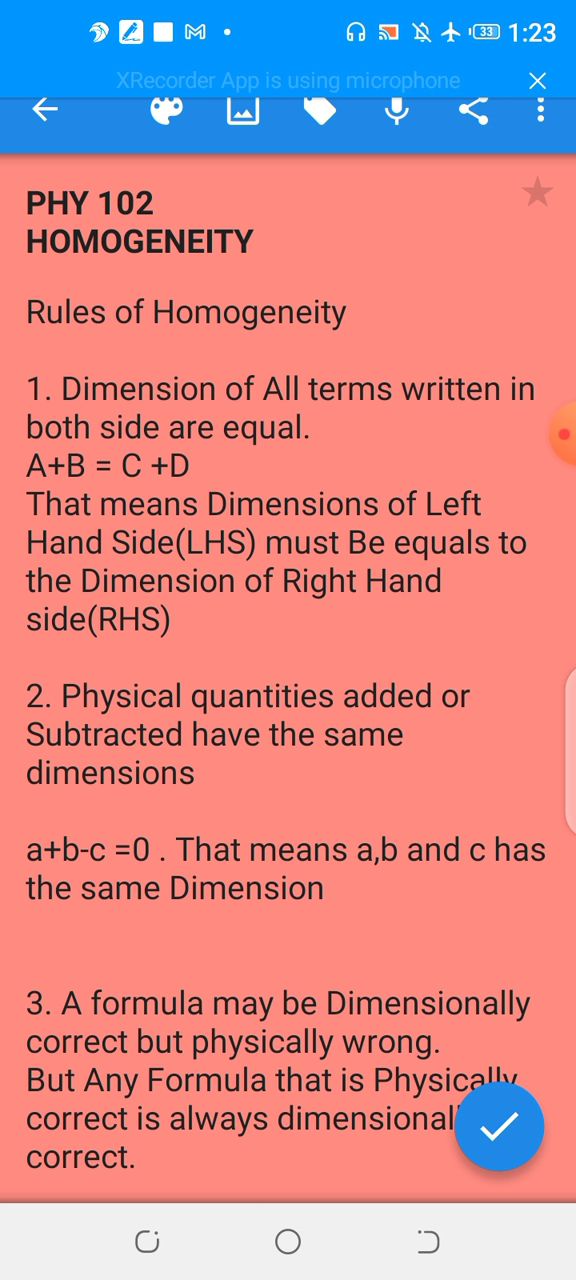 33 1:23
XRecorder App is using microphone
PHY 102
HOMOGENEITY
Rules of Homogeneity
1. Dimension of All terms written in
both side are equal.
A+B = C +D
That means Dimensions of Left
Hand Side(LHS) must Be equals to
the Dimension of Right Hand
side(RHS)
2. Physical quantities added or
Subtracted have the same
dimensions
a+b-c =0 . That means a,b and c has
the same Dimension
3. A formula may be Dimensionally
correct but physically wrong.
But Any Formula that is Physically
correct is always dimensionall
correct.